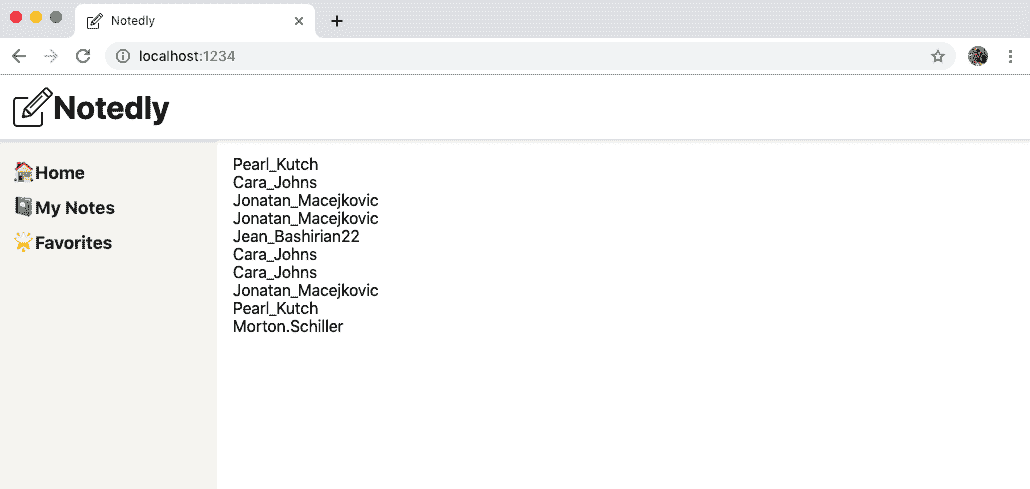 Notedly
localhost:1234
Notedly
Home
My Notes
Favorites
Pearl_Kutch
Cara_Johns
Jonatan_Macejkovic
Jonatan_Macejkovic
Jean_Bashirian22
Cara_Johns
Cara_Johns
Jonatan_Macejkovic
Pearl_Kutch
Morton.Schiller